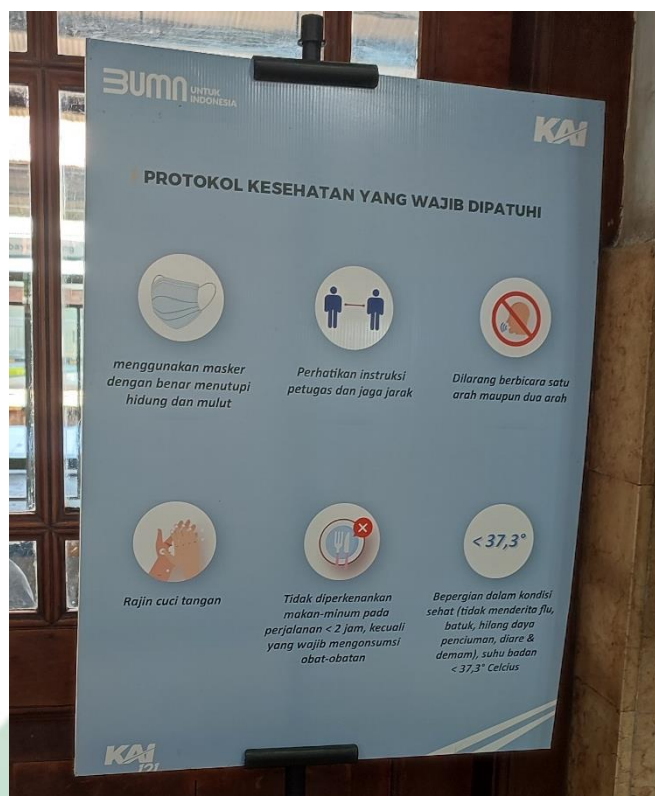 BUMN UNTUK
INDONESIA
KAI
PROTOKOL KESEHATAN YANG WAJIB DIPATUHI
menggunakan masker
dengan benar menutupi
hidung dan mulut
Perhatikan instruksi
petugas dan jaga jarak
Dilarang berbicara satu
arah maupun dua arah
Rajin cuci tangan
Tidak diperkenankan
makan-minum pada
perjalanan < 2 jam, kecuali
yang wajib mengonsumsi
obat-obatan
< 37,3°
Bepergian dalam kondisi
sehat (tidak menderita flu,
batuk, hilang daya
penciuman, diare &
demam), suhu badan
< 37,3° Celcius
KAI
121